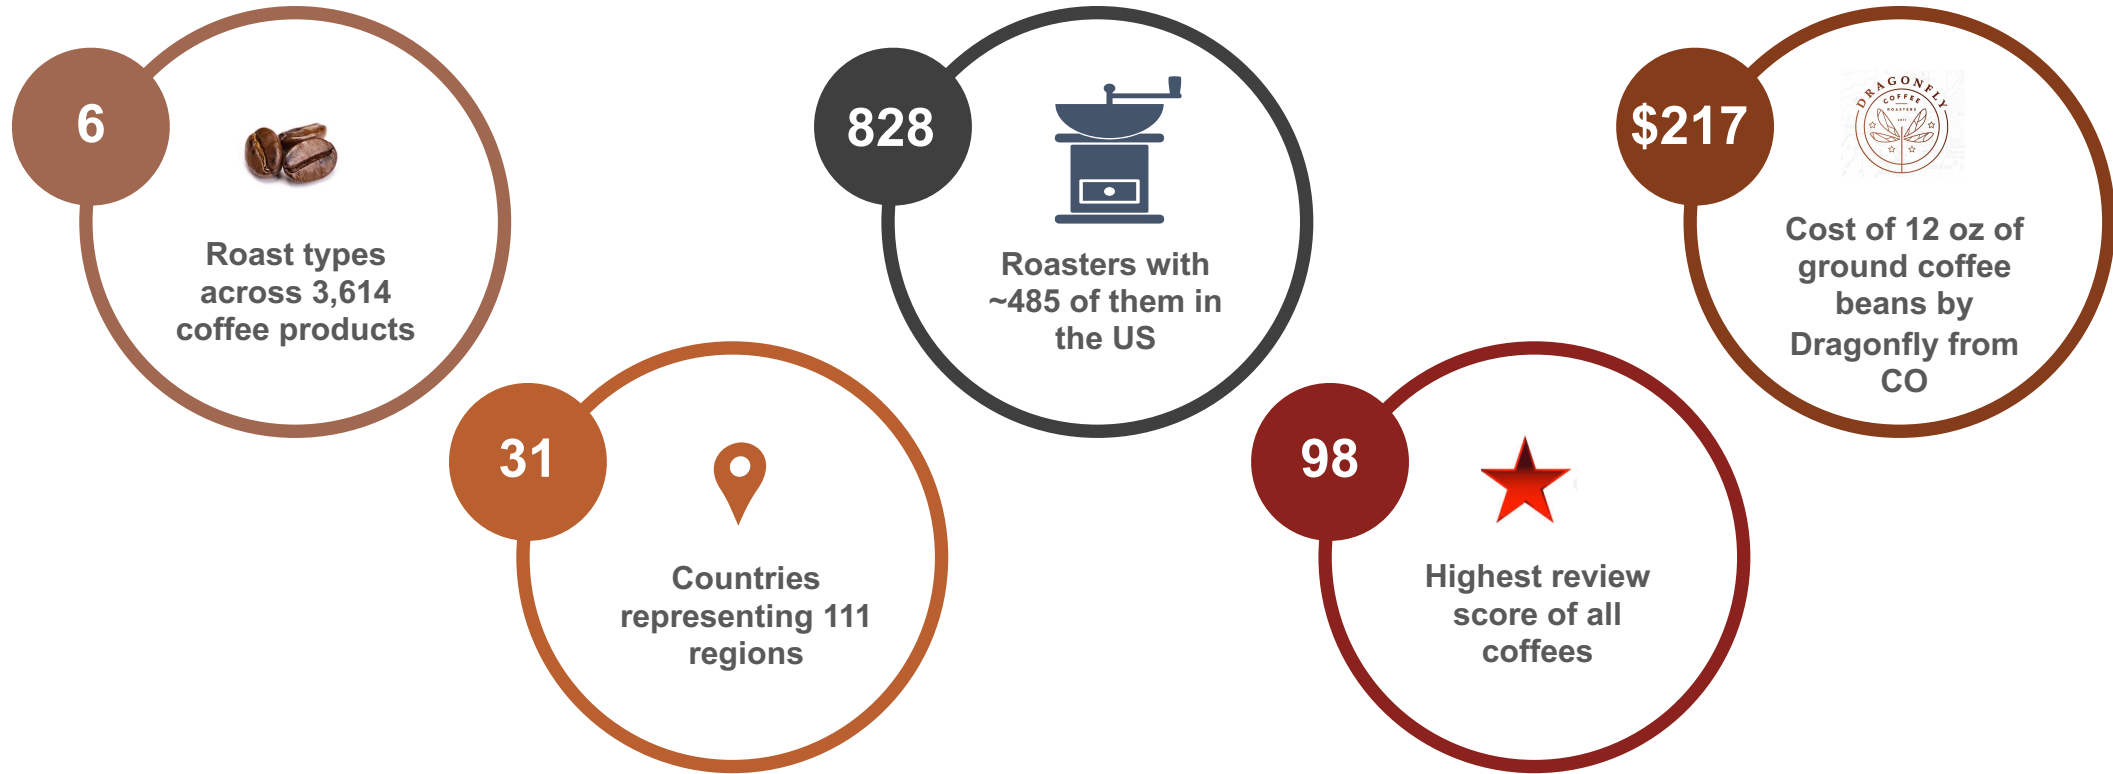 6
Roast types
across 3,614
coffee products
31
Countries
representing 111
regions
828
Roasters with
~485 of them in
the US
98
Highest review
score of all
coffees
$217
DRAGONFLY
COFFEE
ROASTERS
Cost of 12 oz of
ground coffee
beans by
Dragonfly from
CO